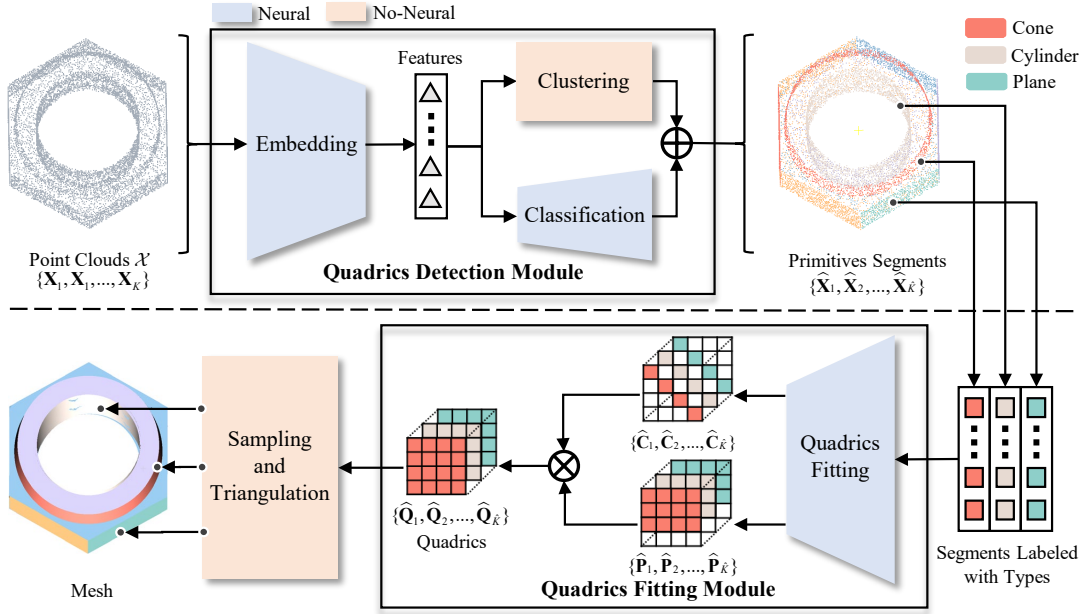 Neural
No-Neural
Cone
Cylinder
Plane
Features
Clustering
Embedding
Classification
Point Clouds 𝒳
{X₁,X₁,...,X_K}
Quadrics Detection Module
Primitives Segments
{X̂₁,X̂₂,...,X̂_K̂}
Sampling
and
Triangulation
{Ĉ₁,Ĉ₂,...,Ĉ_K̂}
Quadrics
Fitting
{Q̂₁,Q̂₂,...,Q̂_K̂}
Quadrics
{P̂₁,P̂₂,...,P̂_K̂}
Segments Labeled
with Types
Mesh
Quadrics Fitting Module